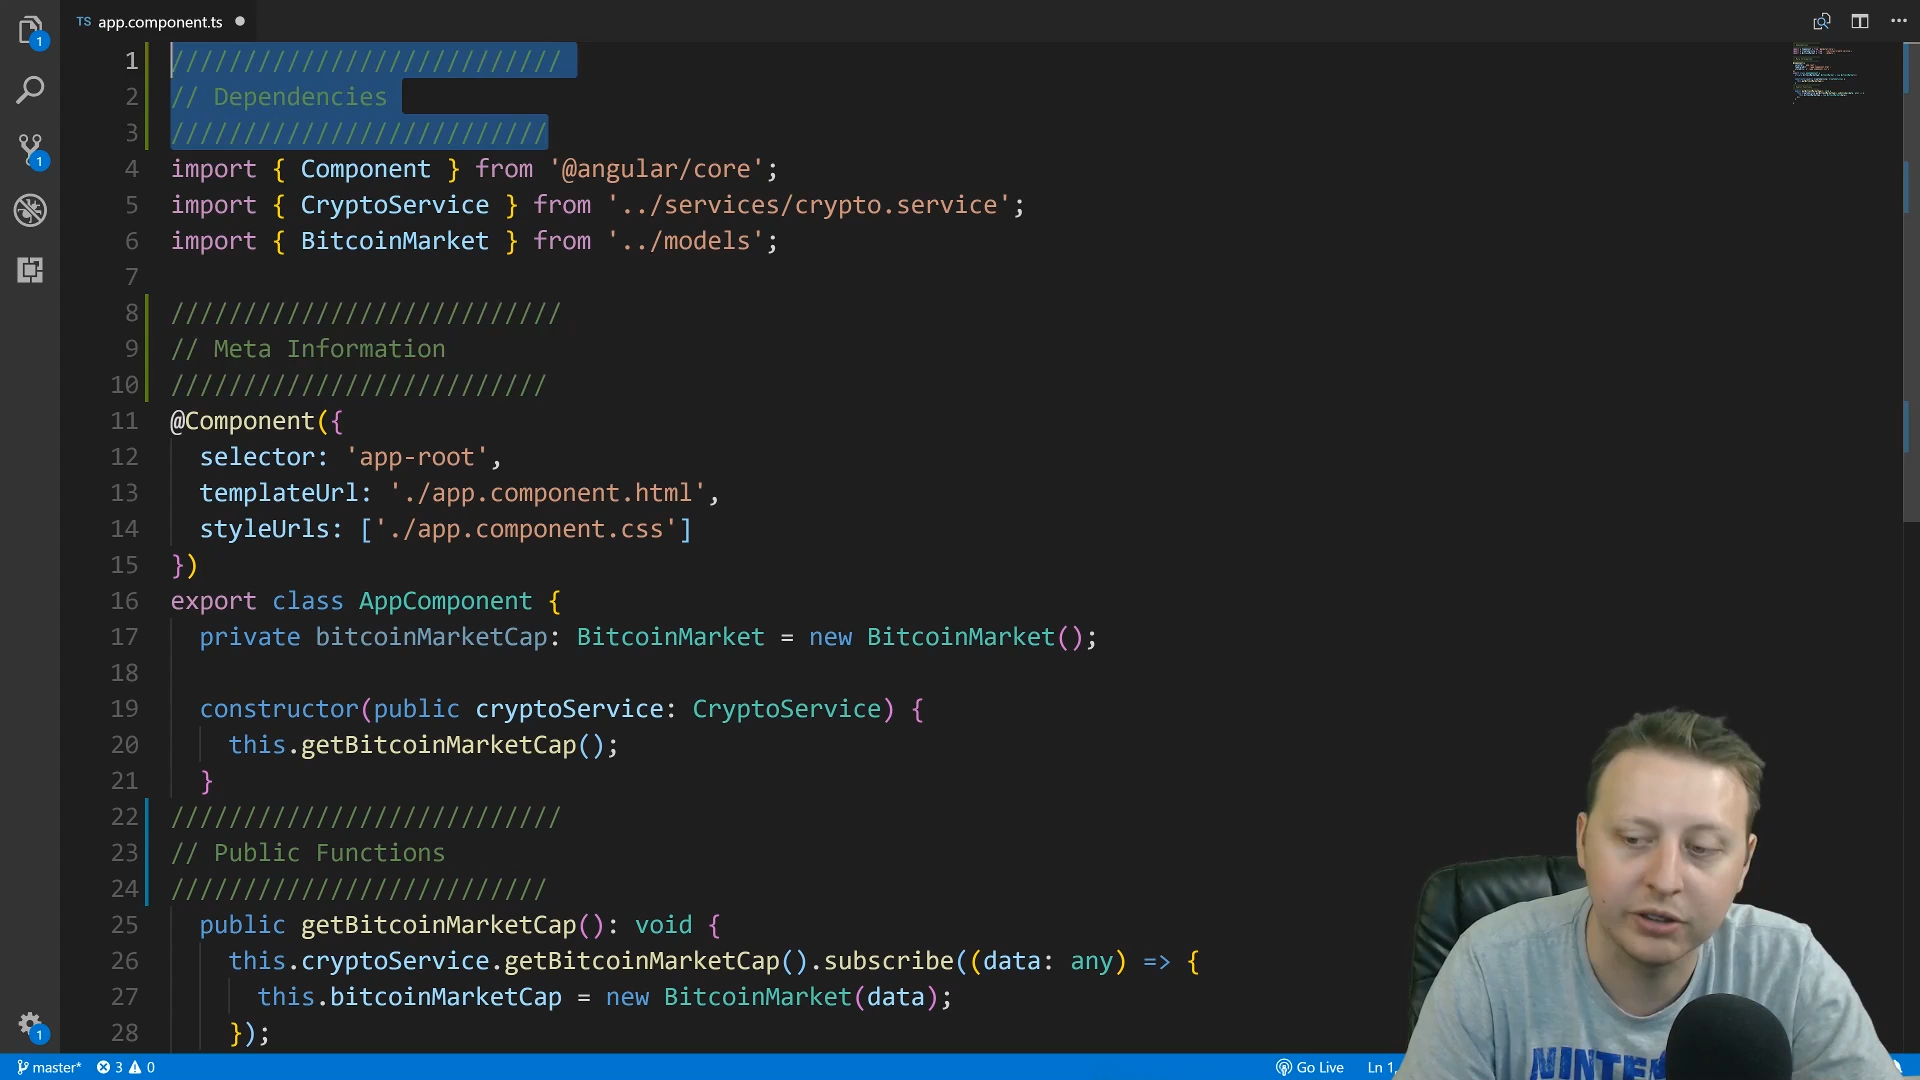 TS app.component.ts
1 ///////////////////////////
2 // Dependencies
3 //////////////////////////
4 import { Component } from '@angular/core';
5 import { CryptoService } from '../services/crypto.service';
6 import { BitcoinMarket } from '../models';
7
8 ///////////////////////////
9 // Meta Information
10 //////////////////////////
11 @Component({
12 selector: 'app-root',
13 templateUrl: './app.component.html',
14 styleUrls: ['./app.component.css']
15 })
16 export class AppComponent {
17 private bitcoinMarketCap: BitcoinMarket = new BitcoinMarket();
18
19 constructor(public cryptoService: CryptoService) {
20 this.getBitcoinMarketCap();
21 }
22 ///////////////////////////
23 // Public Functions
24 //////////////////////////
25 public getBitcoinMarketCap(): void {
26 this.cryptoService.getBitcoinMarketCap().subscribe((data: any) => {
27 this.bitcoinMarketCap = new BitcoinMarket(data);
28 });
1
1
1
master* 3 0 Go Live Ln 1,
NINTEN